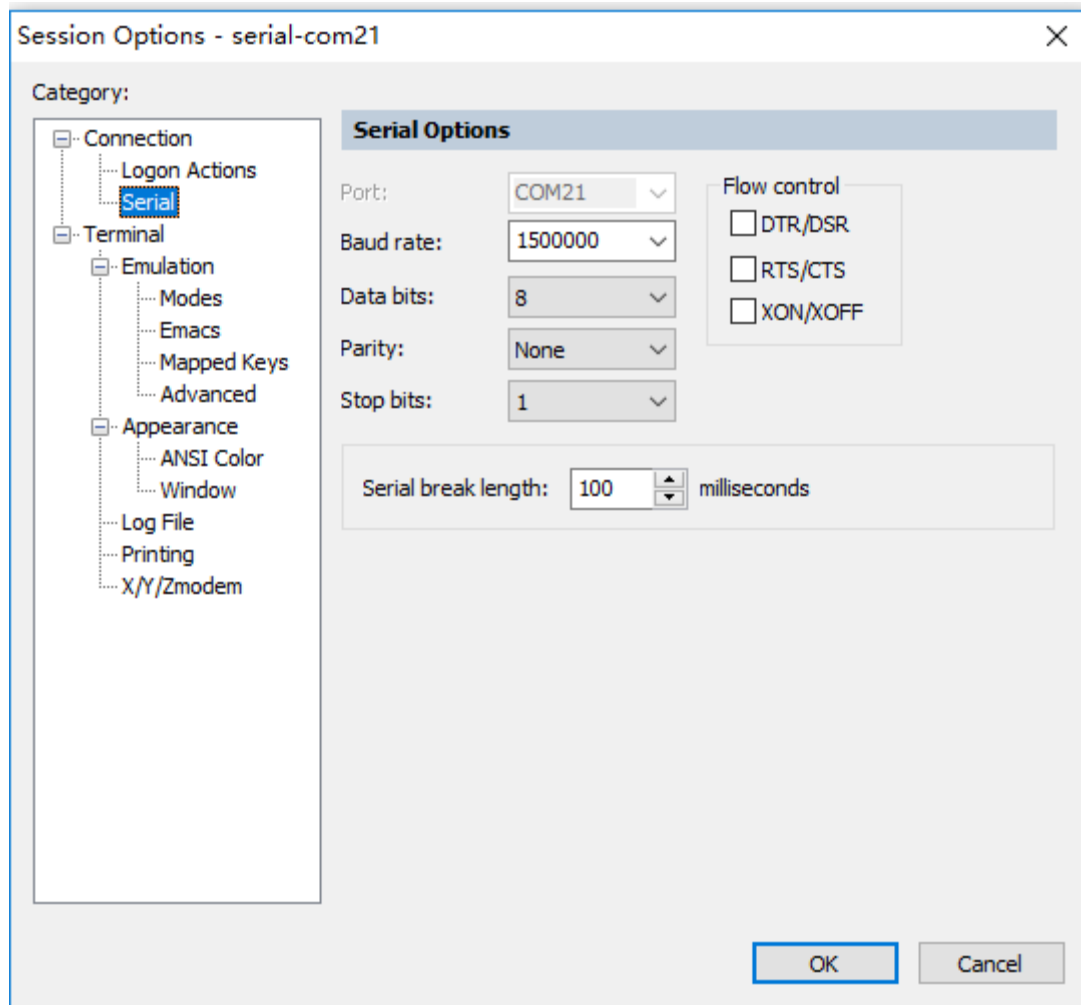 Session Options - serial-com21
Category:
Connection
Logon Actions
Serial
Terminal
Emulation
Modes
Emacs
Mapped Keys
Advanced
Appearance
ANSI Color
Window
Log File
Printing
X/Y/Zmodem
Serial Options
Port: COM21
Baud rate: 1500000
Data bits: 8
Parity: None
Stop bits: 1
Flow control
DTR/DSR
RTS/CTS
XON/XOFF
Serial break length: 100 milliseconds
OK Cancel